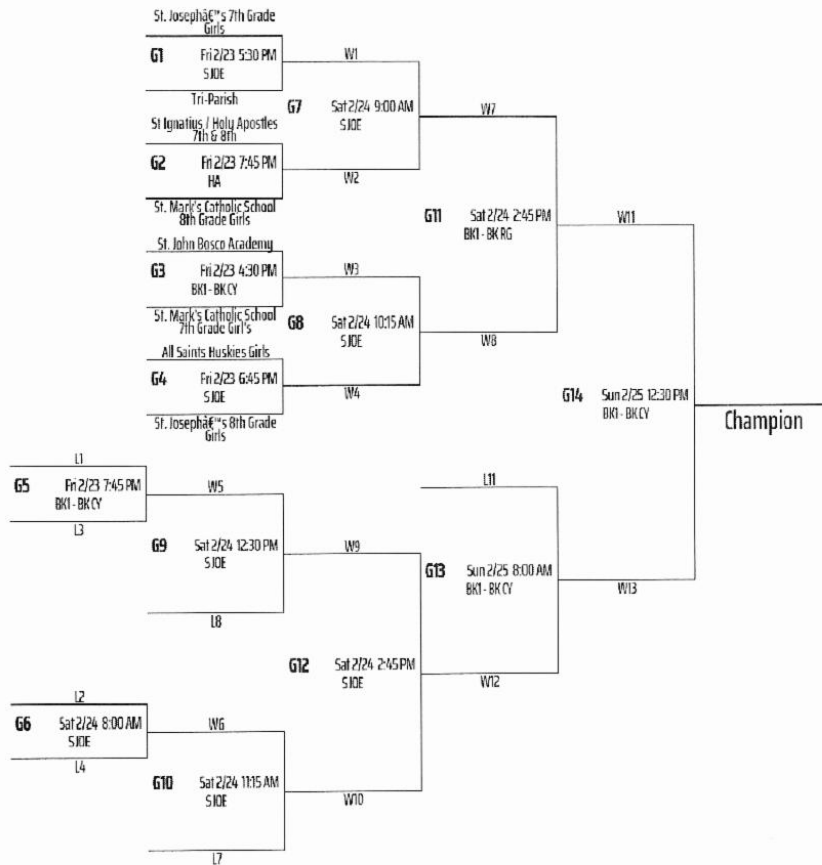 St. Josephâ€™s 7th Grade
Girls
G1 Fri 2/23 5:30 PM
SJOE
Tri-Parish
St Ignatius / Holy Apostles
7th & 8th
G2 Fri 2/23 7:45 PM
HA
St. Mark's Catholic School
8th Grade Girls
St. John Bosco Academy
G3 Fri 2/23 4:30 PM
BK1 - BK CY
St. Mark's Catholic School
7th Grade Girl's
All Saints Huskies Girls
G4 Fri 2/23 6:45 PM
SJOE
St. Josephâ€™s 8th Grade
Girls
W1
G7 Sat 2/24 9:00 AM
SJOE
W2
W3
G8 Sat 2/24 10:15 AM
SJOE
W4
W7
G11 Sat 2/24 2:45 PM
BK1 - BK RG
W8
W11
G14 Sun 2/25 12:30 PM
BK1 - BK CY
Champion
W13
L1
G5 Fri 2/23 7:45 PM
BK1 - BK CY
L3
W5
G9 Sat 2/24 12:30 PM
SJOE
L8
L2
G6 Sat 2/24 8:00 AM
SJOE
L4
W6
G10 Sat 2/24 11:15 AM
SJOE
L7
W9
G12 Sat 2/24 2:45 PM
SJOE
W10
L11
G13 Sun 2/25 8:00 AM
BK1 - BK CY
W12